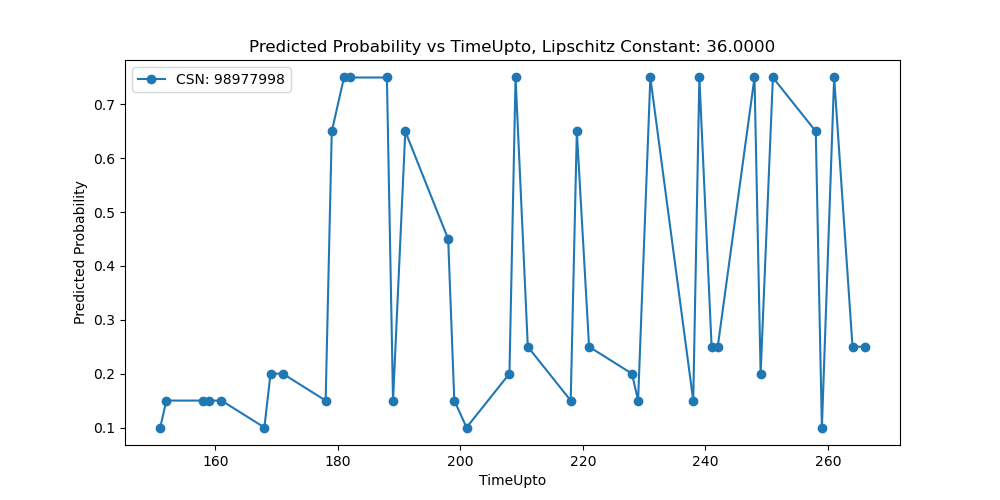 Predicted Probability vs TimeUpto, Lipschitz Constant: 36.0000
CSN: 98977998
Predicted Probability
0.7
0.6
0.5
0.4
0.3
0.2
0.1
160 180 200 220 240 260
TimeUpto